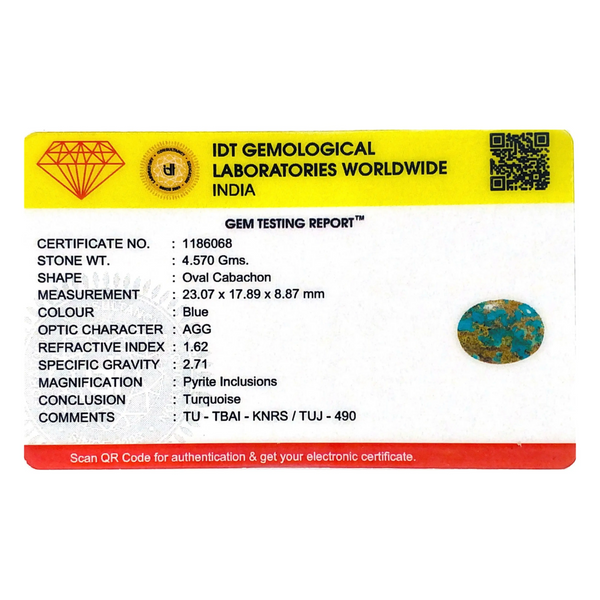 IDT GEMOLOGICAL
LABORATORIES WORLDWIDE
INDIA
GEM TESTING REPORT™
CERTIFICATE NO. : 1186068
STONE WT. : 4.570 Gms.
SHAPE : Oval Cabachon
MEASUREMENT : 23.07 x 17.89 x 8.87 mm
COLOUR : Blue
OPTIC CHARACTER : AGG
REFRACTIVE INDEX : 1.62
SPECIFIC GRAVITY : 2.71
MAGNIFICATION : Pyrite Inclusions
CONCLUSION : Turquoise
COMMENTS : TU - TBAI - KNRS / TUJ - 490
Scan QR Code for authentication & get your electronic certificate.